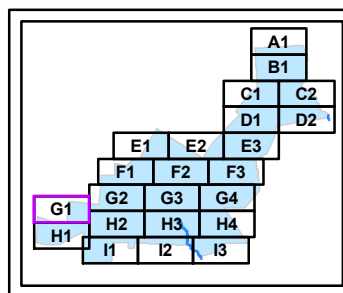 A1
B1
C1 C2
D1 D2
E1 E2 E3
F1 F2 F3
G1 G2 G3 G4
H1 H2 H3 H4
I1 I2 I3